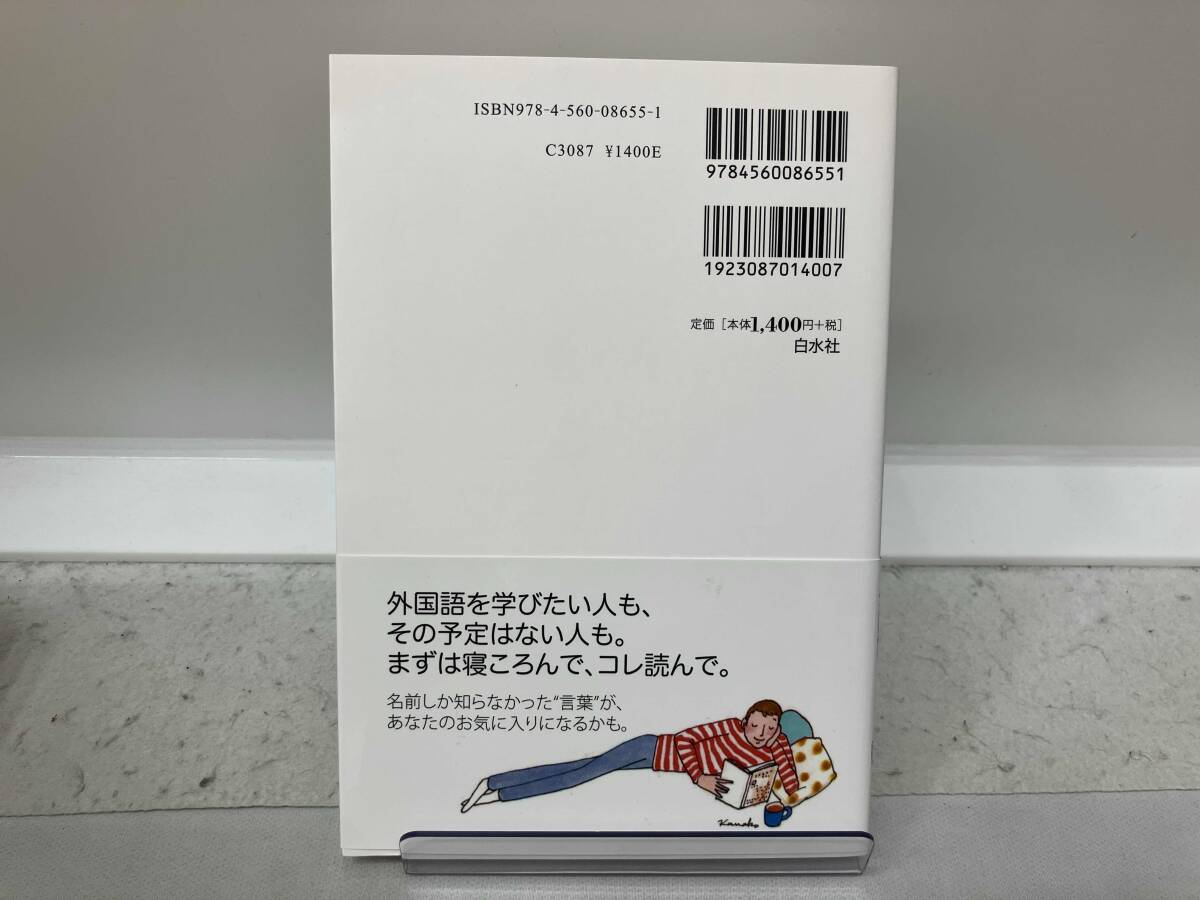 ISBN978-4-560-08655-1
C3087 ¥1400E
9784560086551
1923087014007
定価［本体1,400円+税］
白水社
外国語を学びたい人も、
その予定はない人も。
まずは寝ころんで、コレ読んで。
名前しか知らなかった“言葉”が、
あなたのお気に入りになるかも。
Kanako